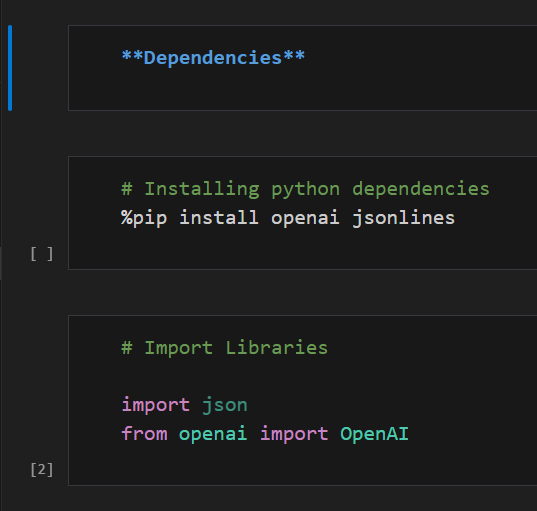 **Dependencies**
# Installing python dependencies
%pip install openai jsonlines
[ ]
# Import Libraries
import json
from openai import OpenAI
[2]